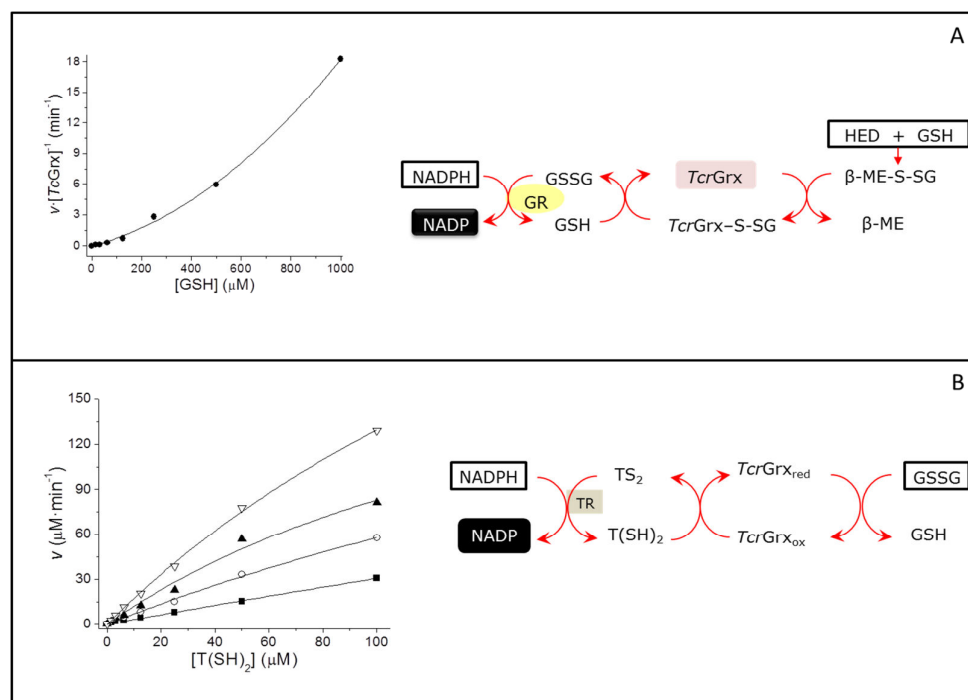 A
v·[TcGrx]⁻¹ (min⁻¹)
18
15
12
9
6
3
0
0 200 400 600 800 1000
[GSH] (μM)
HED + GSH
NADPH GSSG TcrGrx β-ME-S-SG
GR
NADP GSH TcrGrx–S-SG β-ME
B
v (μM·min⁻¹)
150
120
90
60
30
0
0 20 40 60 80 100
[T(SH)₂] (μM)
NADPH TS₂ TcrGrx_red GSSG
TR
NADP T(SH)₂ TcrGrx_ox GSH